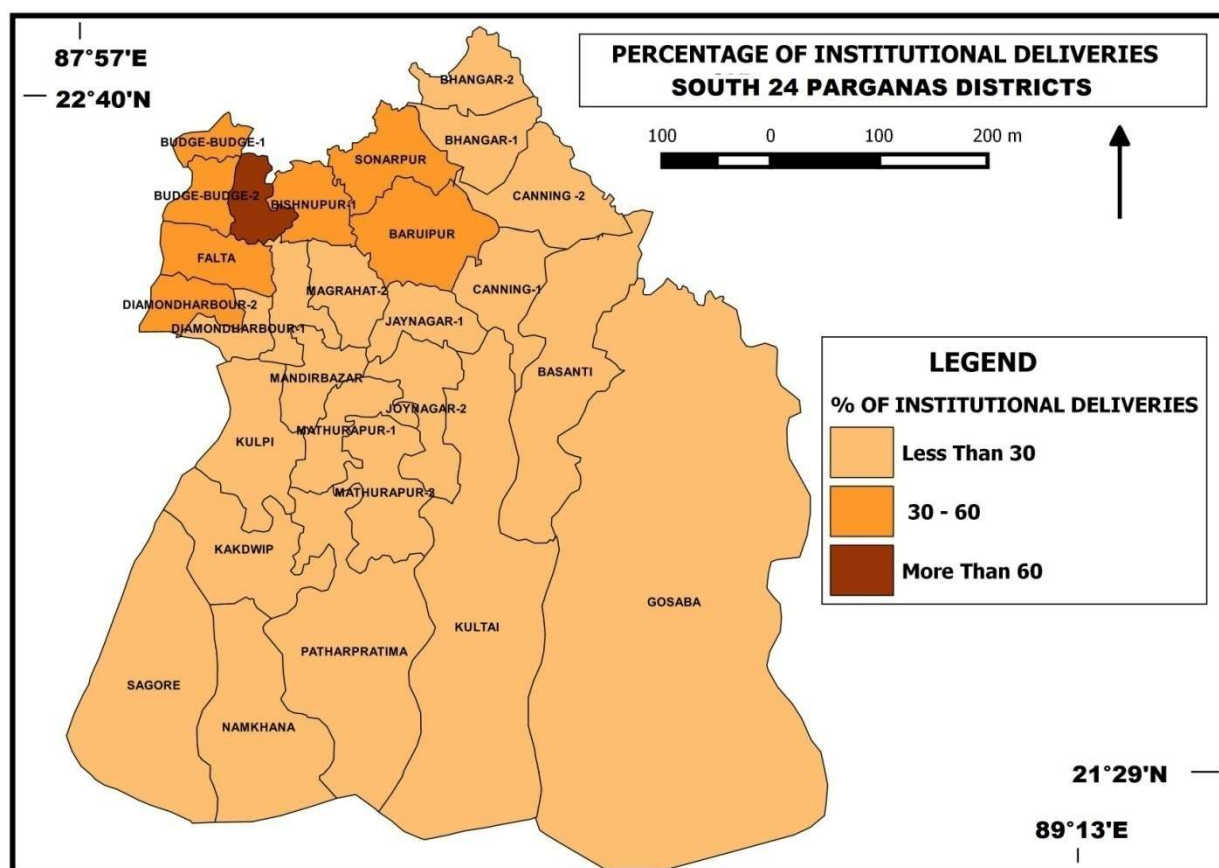 87°57'E
22°40'N
PERCENTAGE OF INSTITUTIONAL DELIVERIES
SOUTH 24 PARGANAS DISTRICTS
100 0 100 200 m
BHANGAR-2
BHANGAR-1
BUDGE-BUDGE-1
SONARPUR
CANNING -2
BUDGE-BUDGE-2
BISHNUPUR-1
BARUIPUR
FALTA
MAGRAHAT-2
CANNING-1
DIAMONDHARBOUR-2
JAYNAGAR-1
DIAMONDHARBOUR-1
BASANTI
MANDIRBAZAR
JOYNAGAR-2
MATHURAPUR-1
KULPI
MATHURAPUR-2
KAKDWIP
GOSABA
KULTAI
PATHARPRATIMA
SAGORE
NAMKHANA
LEGEND
% OF INSTITUTIONAL DELIVERIES
Less Than 30
30 - 60
More Than 60
21°29'N
89°13'E